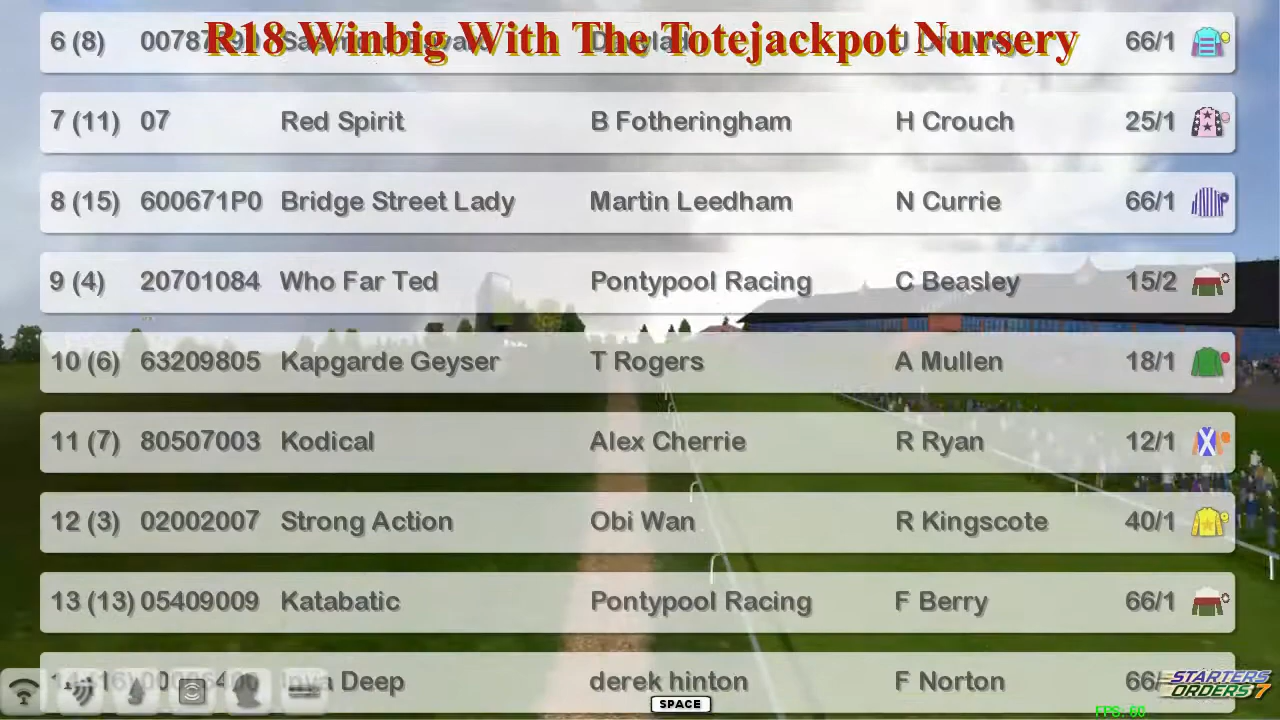 R18 Winbig With The Totejackpot Nursery
6 (8) 66/1
7 (11) 07 Red Spirit B Fotheringham H Crouch 25/1
8 (15) 600671P0 Bridge Street Lady Martin Leedham N Currie 66/1
9 (4) 20701084 Who Far Ted Pontypool Racing C Beasley 15/2
10 (6) 63209805 Kapgarde Geyser T Rogers A Mullen 18/1
11 (7) 80507003 Kodical Alex Cherrie R Ryan 12/1
12 (3) 02002007 Strong Action Obi Wan R Kingscote 40/1
13 (13) 05409009 Katabatic Pontypool Racing F Berry 66/1
Deep derek hinton F Norton
SPACE
STARTERS ORDERS 7
FPS: 60